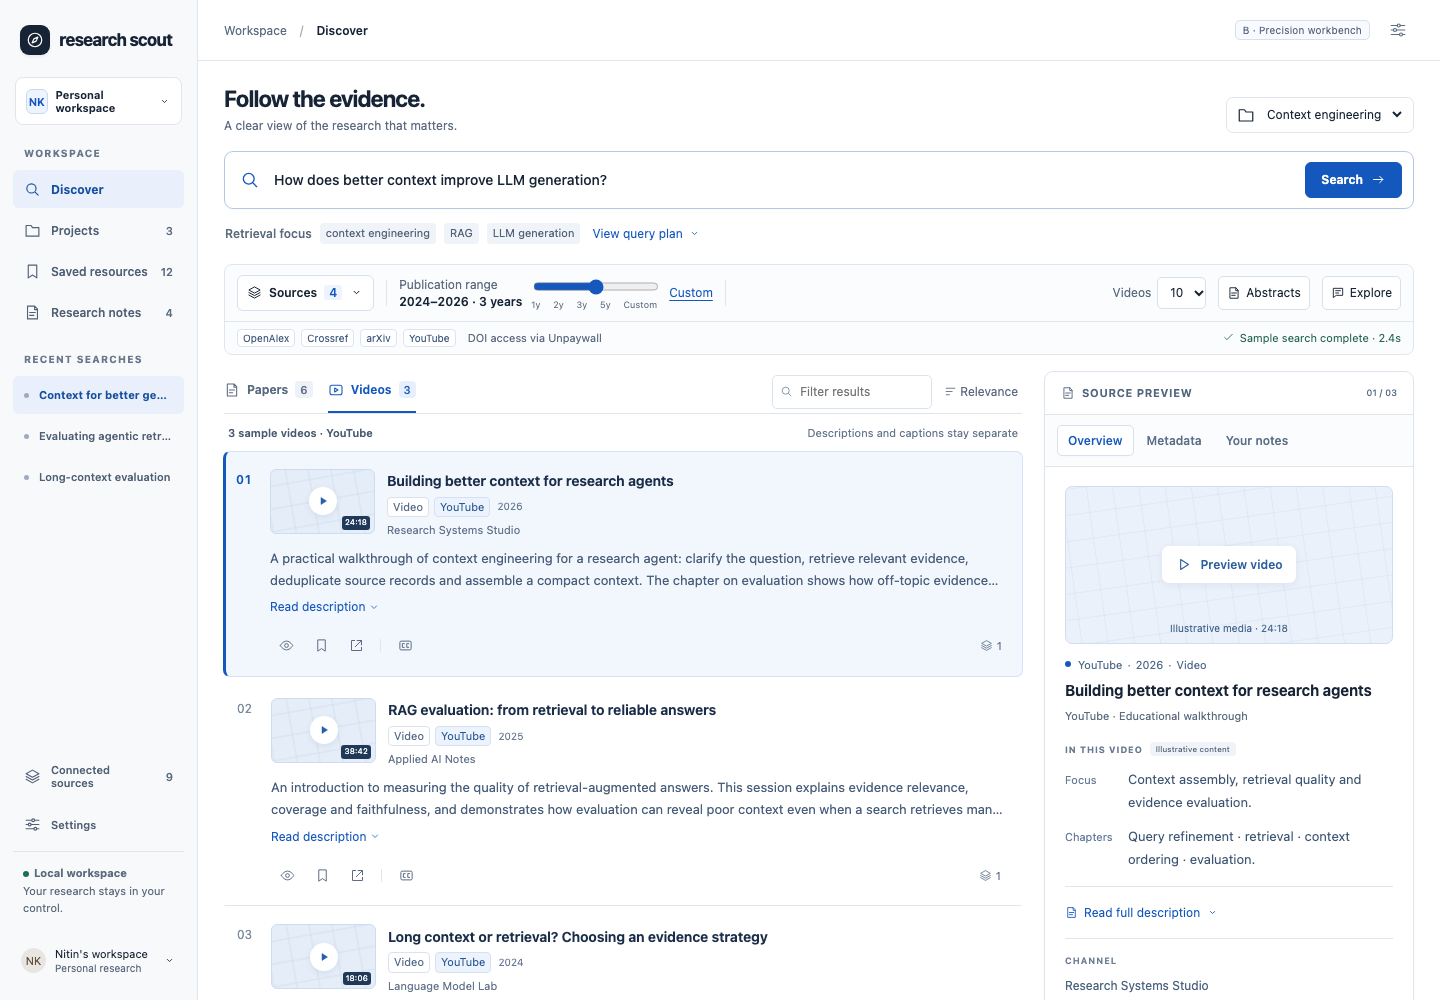 research scout
NK
Personal workspace
WORKSPACE
Discover
Projects 3
Saved resources 12
Research notes 4
RECENT SEARCHES
Context for better ge...
Evaluating agentic retr...
Long-context evaluation
Connected sources 9
Settings
Local workspace
Your research stays in your
control.
NK
Nitin's workspace
Personal research
Workspace / Discover
B · Precision workbench
Follow the evidence.
A clear view of the research that matters.
Context engineering
How does better context improve LLM generation?
Search
Retrieval focus context engineering RAG LLM generation View query plan
Sources 4
Publication range
2024–2026 · 3 years
1y 2y 3y 5y Custom
Custom
Videos 10
Abstracts
Explore
OpenAlex Crossref arXiv YouTube DOI access via Unpaywall
Sample search complete · 2.4s
Papers 6
Videos 3
Filter results
Relevance
3 sample videos · YouTube
Descriptions and captions stay separate
01
24:18
Building better context for research agents
Video YouTube 2026
Research Systems Studio
A practical walkthrough of context engineering for a research agent: clarify the question, retrieve relevant evidence,
deduplicate source records and assemble a compact context. The chapter on evaluation shows how off-topic evidence...
Read description
CC
1
02
38:42
RAG evaluation: from retrieval to reliable answers
Video YouTube 2025
Applied AI Notes
An introduction to measuring the quality of retrieval-augmented answers. This session explains evidence relevance,
coverage and faithfulness, and demonstrates how evaluation can reveal poor context even when a search retrieves man...
Read description
CC
1
03
18:06
Long context or retrieval? Choosing an evidence strategy
Video YouTube 2024
Language Model Lab
SOURCE PREVIEW 01 / 03
Overview
Metadata
Your notes
Preview video
Illustrative media · 24:18
YouTube · 2026 · Video
Building better context for research agents
YouTube · Educational walkthrough
IN THIS VIDEO Illustrative content
Focus Context assembly, retrieval quality and
evidence evaluation.
Chapters Query refinement · retrieval · context
ordering · evaluation.
Read full description
CHANNEL
Research Systems Studio